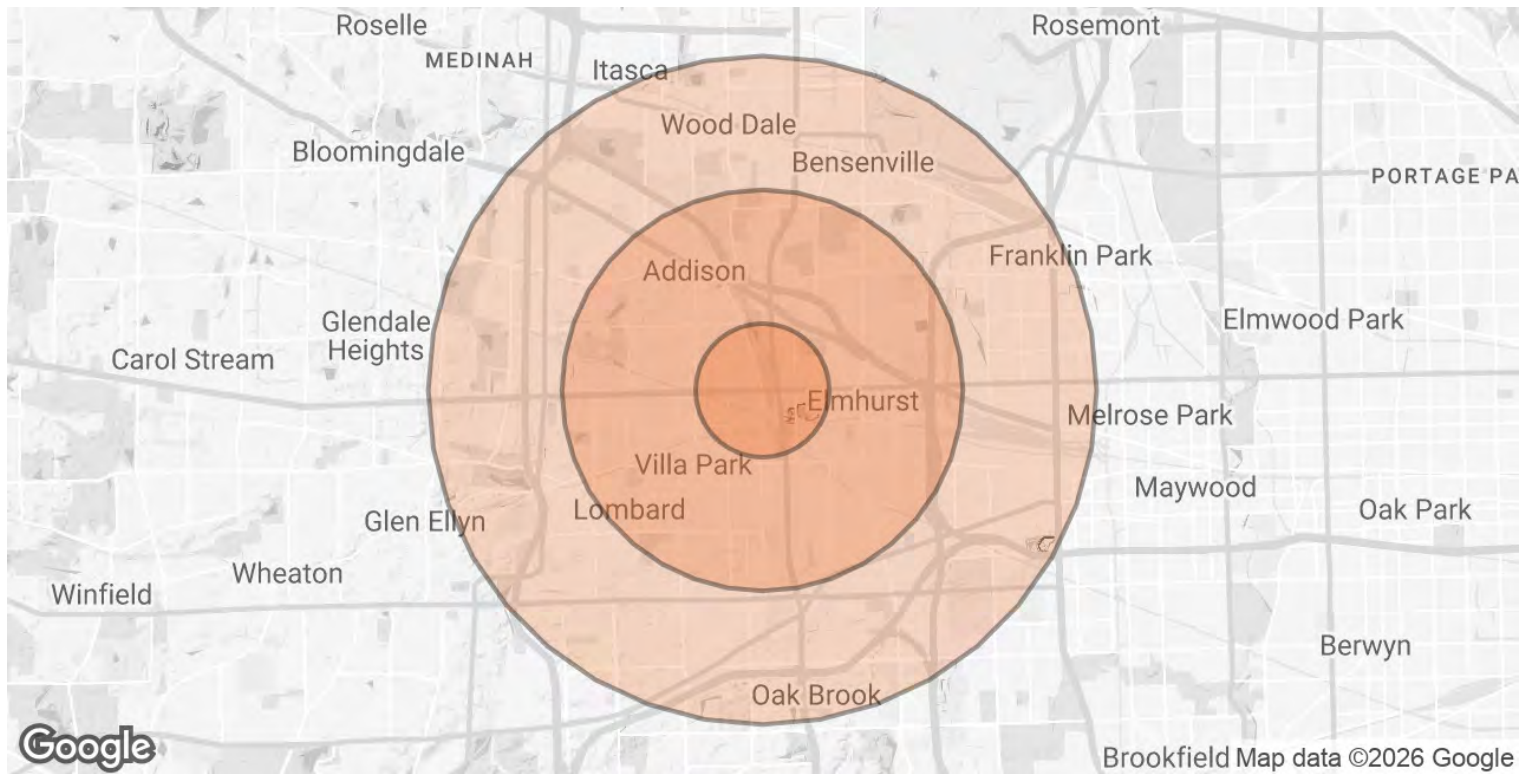 Roselle
Rosemont
MEDINAH
Itasca
Wood Dale
Bloomingdale
Bensenville
PORTAGE PA
Addison
Franklin Park
Glendale
Heights
Elmwood Park
Carol Stream
Elmhurst
Melrose Park
Villa Park
Maywood
Lombard
Oak Park
Glen Ellyn
Wheaton
Winfield
Berwyn
Oak Brook
Google
Brookfield Map data ©2026 Google